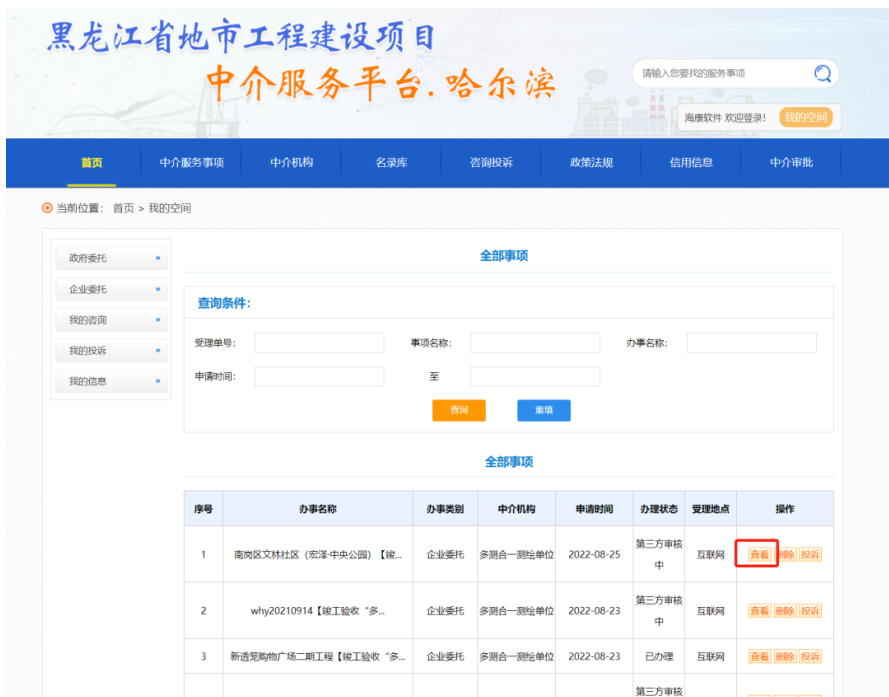 黑龙江省地市工程建设项目
中介服务平台.哈尔滨
请输入您要找的服务事项
海康软件 欢迎登录! 我的空间
首页 中介服务事项 中介机构 名录库 咨询投诉 政策法规 信用信息 中介审批
当前位置: 首页 > 我的空间
政府委托 »
企业委托 »
我的咨询 »
我的投诉 »
我的信息 »
全部事项
查询条件:
受理单号: 事项名称: 办事名称:
申请时间: 至
查询 重填
全部事项
序号 办事名称 办事类别 中介机构 申请时间 办理状态 受理地点 操作
1 南岗区文林社区（宏泽·中央公园）【竣... 企业委托 多测合一测绘单位 2022-08-25 第三方审核中 互联网 查看 删除 投诉
2 why20210914【竣工验收“多... 企业委托 多测合一测绘单位 2022-08-23 第三方审核中 互联网 查看 删除 投诉
3 新透笼购物广场二期工程【竣工验收“多... 企业委托 多测合一测绘单位 2022-08-23 已办理 互联网 查看 删除 投诉
第三方审核